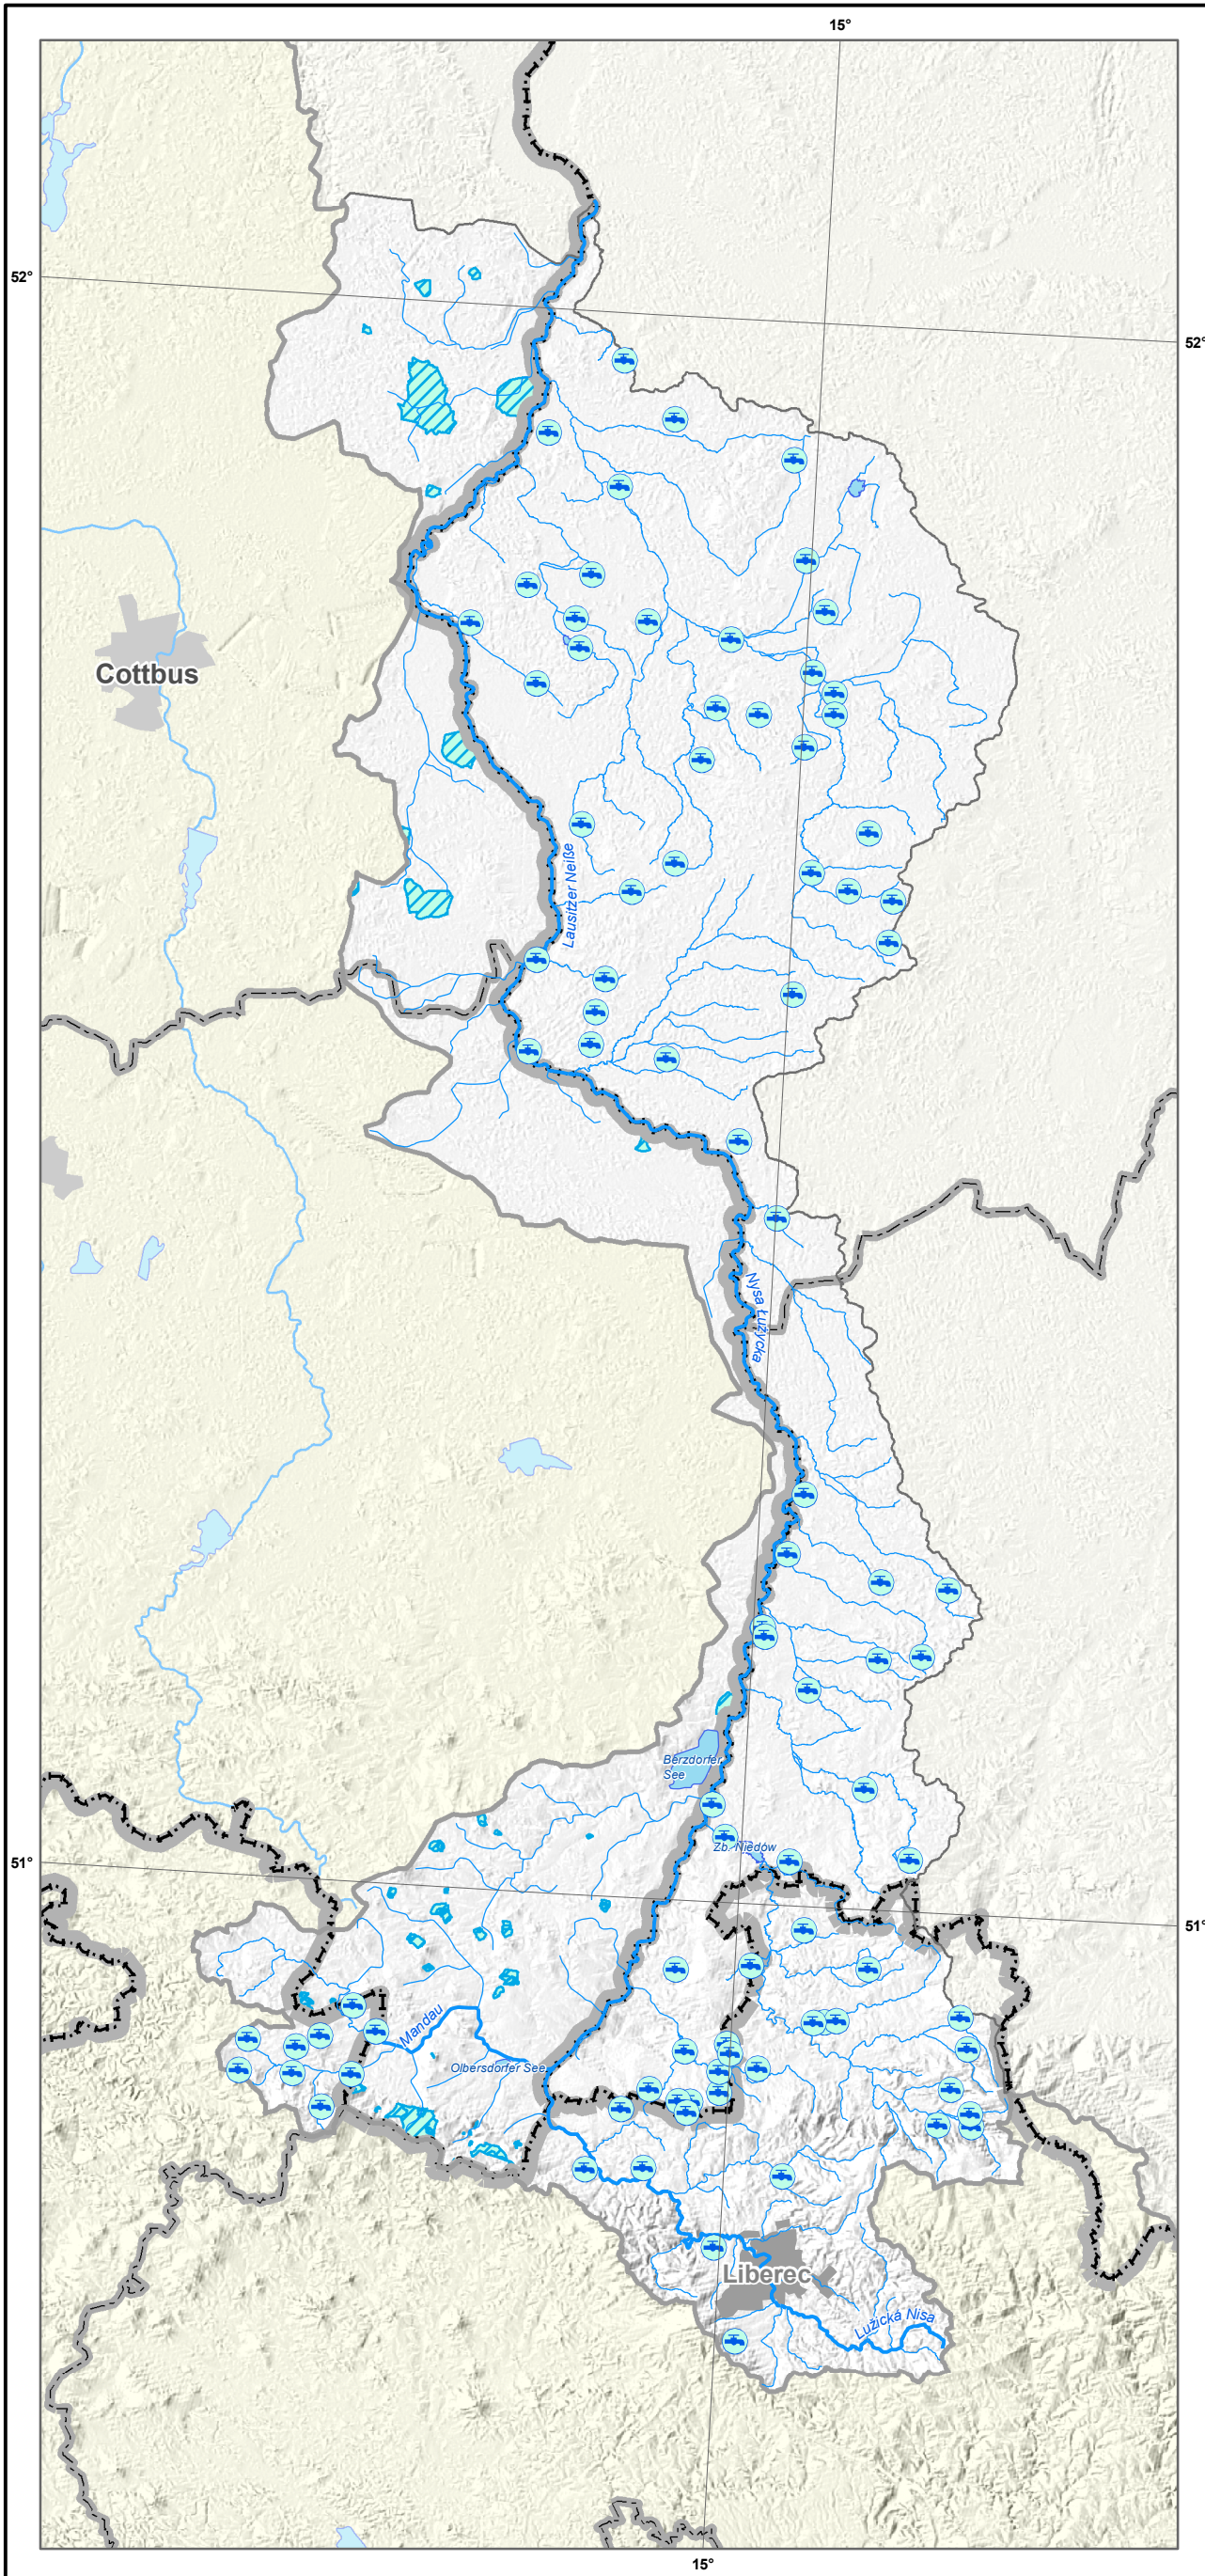 15°
52°
52°
Cottbus
Lausitzer Neiße
Nysa Łużycka
Berzdorfer
See
Zb. Niedów
51°
51°
Mandau
Olbersdorfer See
Liberec
Lužická Nisa
15°